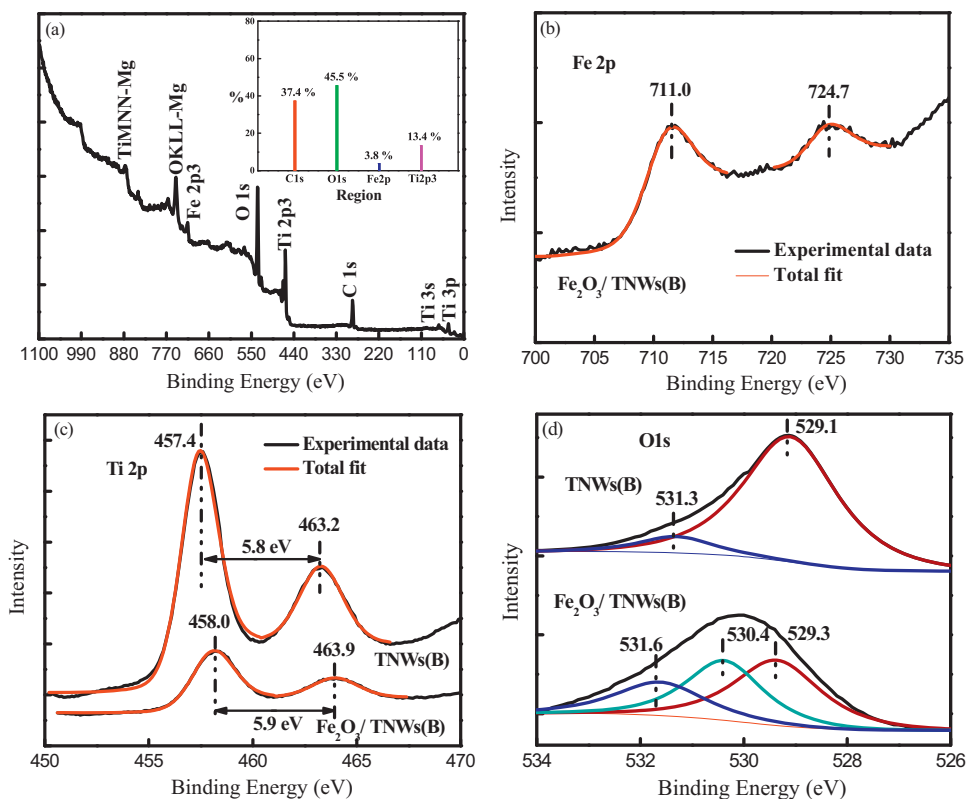 (a)
TiMNN-Mg
OKLL-Mg
Fe 2p3
O 1s
Ti 2p3
C 1s
Ti 3s
Ti 3p
80
60
40
20
0
%
37.4 %
45.5 %
3.8 %
13.4 %
C1s O1s Fe2p Ti2p3
Region
1100 990 880 770 660 550 440 330 220 110 0
Binding Energy (eV)
(b)
Fe 2p
711.0
724.7
Experimental data
Total fit
Fe2O3/ TNWs(B)
Intensity
700 705 710 715 720 725 730 735
Binding Energy (eV)
(c)
457.4
Ti 2p
Experimental data
Total fit
463.2
5.8 eV
458.0
463.9
TNWs(B)
5.9 eV
Fe2O3/ TNWs(B)
Intensity
450 455 460 465 470
Binding Energy (eV)
(d)
O1s
529.1
TNWs(B)
531.3
Fe2O3/ TNWs(B)
531.6
530.4
529.3
Intensity
534 532 530 528 526
Binding Energy (eV)